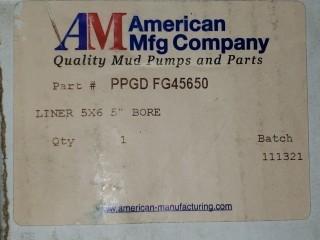 AM American
Mfg Company
Quality Mud Pumps and Parts
Part # PPGD FG45650
LINER 5X6 5" BORE
Qty 1 Batch
111321
www.american-manufacturing.com